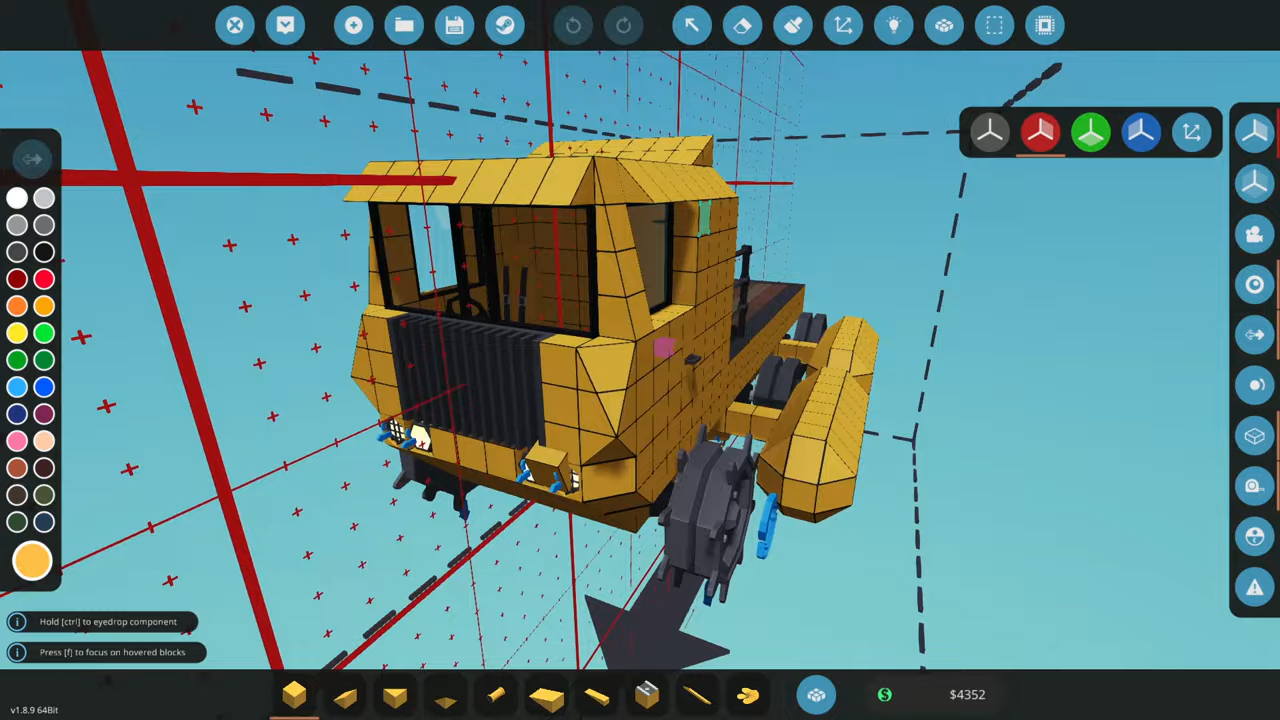 Hold [ctrl] to eyedrop component
Press [f] to focus on hovered blocks
v1.8.9 64Bit
$4352